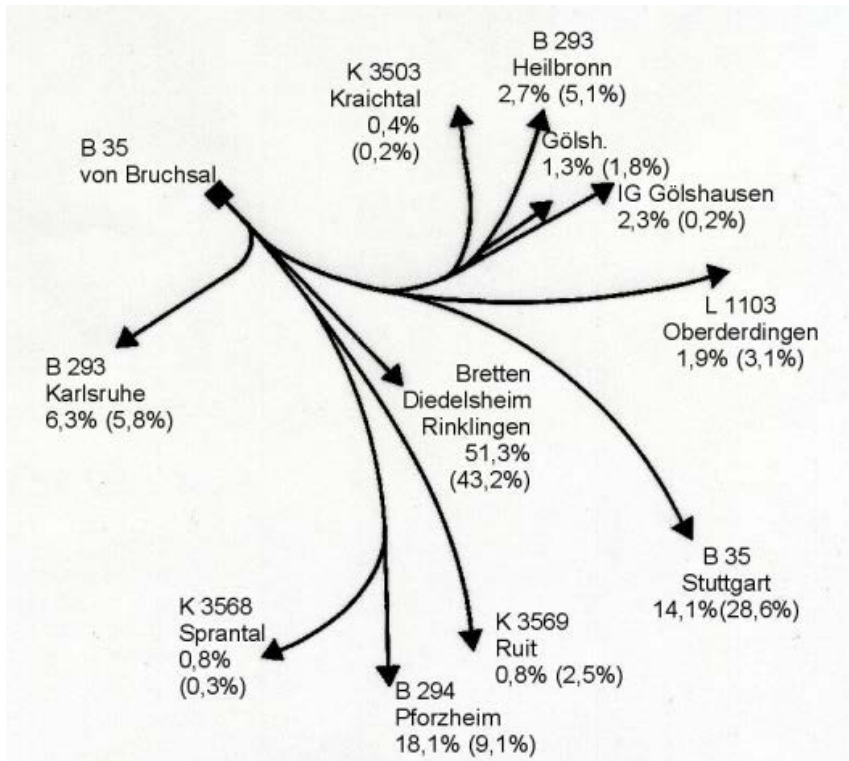 B 293
Heilbronn
2,7% (5,1%)
K 3503
Kraichtal
0,4%
(0,2%)
Gölsh.
1,3% (1,8%)
B 35
von Bruchsal
IG Gölshausen
2,3% (0,2%)
L 1103
Oberderdingen
1,9% (3,1%)
B 293
Karlsruhe
6,3% (5,8%)
Bretten
Diedelsheim
Rinklingen
51,3%
(43,2%)
B 35
Stuttgart
14,1%(28,6%)
K 3568
Sprantal
0,8%
(0,3%)
K 3569
Ruit
0,8% (2,5%)
B 294
Pforzheim
18,1% (9,1%)